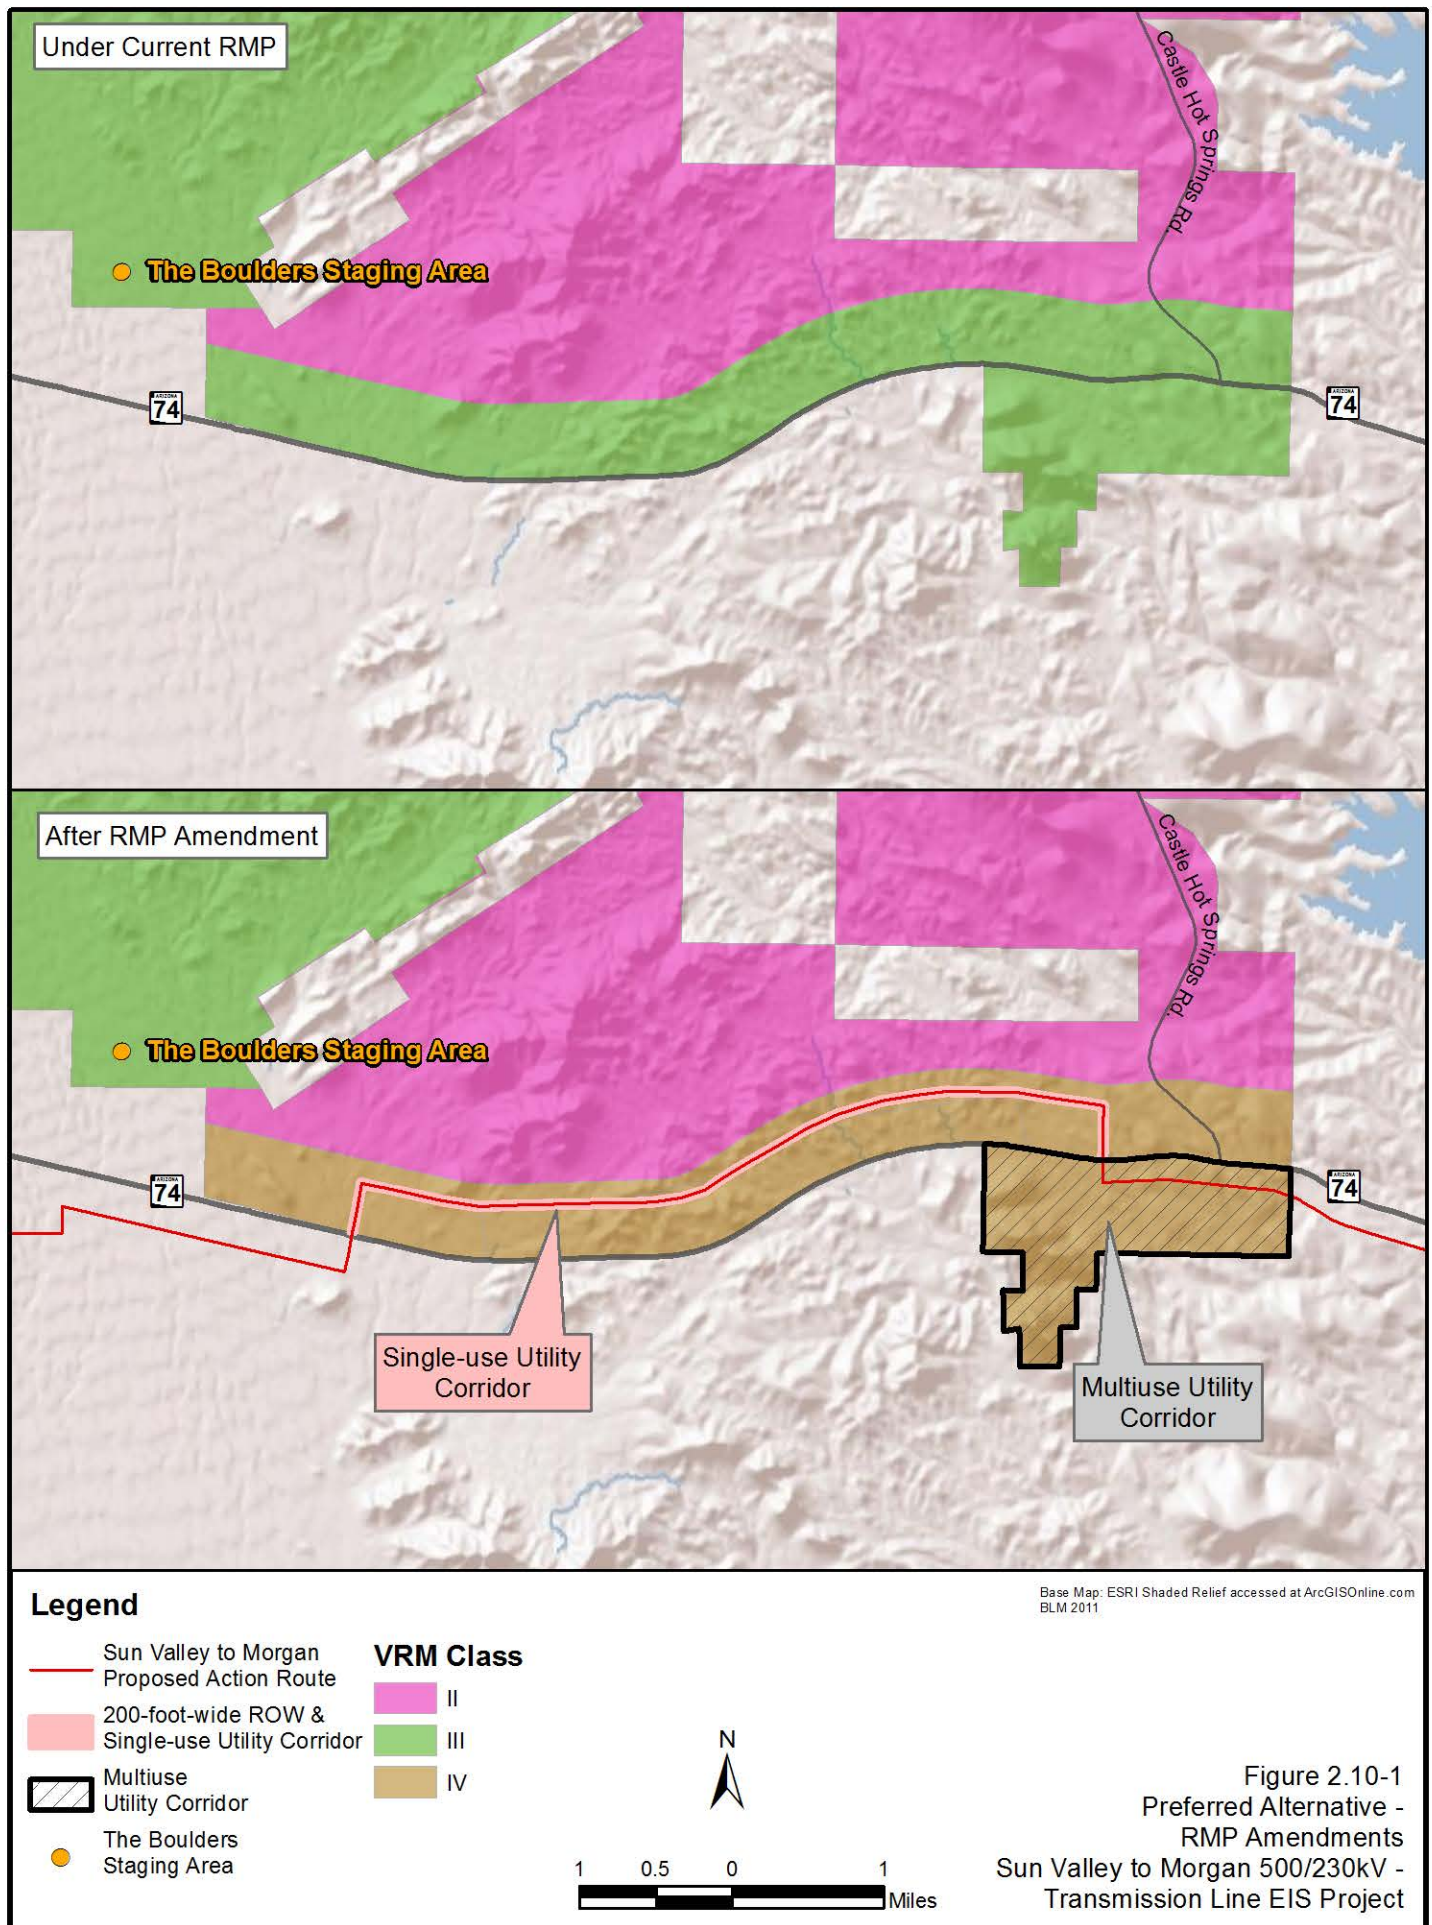 Under Current RMP
Castle Hot Springs Rd.
The Boulders Staging Area
ARIZONA
74
ARIZONA
74
After RMP Amendment
Castle Hot Springs Rd.
The Boulders Staging Area
ARIZONA
74
ARIZONA
74
Single-use Utility
Corridor
Multiuse Utility
Corridor
Legend
Sun Valley to Morgan
Proposed Action Route
200-foot-wide ROW &
Single-use Utility Corridor
Multiuse
Utility Corridor
The Boulders
Staging Area
VRM Class
II
III
IV
N
1 0.5 0 1
Miles
Base Map: ESRI Shaded Relief accessed at ArcGISOnline.com
BLM 2011
Figure 2.10-1
Preferred Alternative -
RMP Amendments
Sun Valley to Morgan 500/230kV -
Transmission Line EIS Project